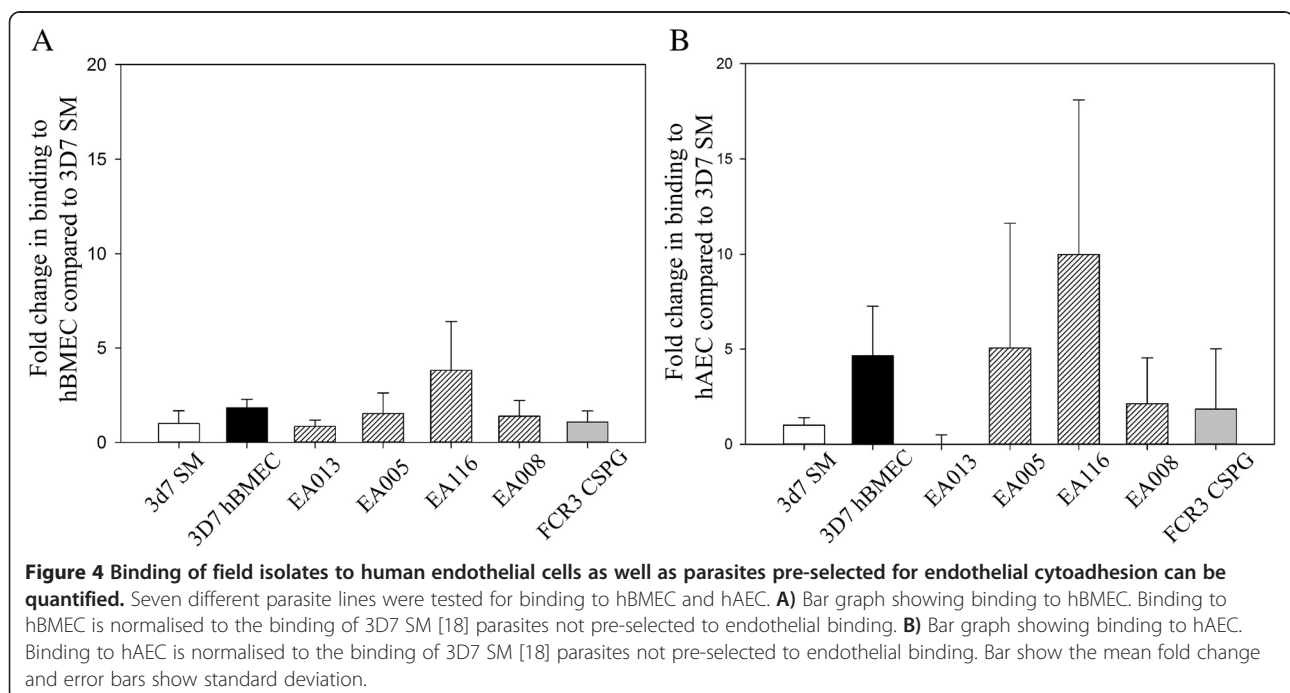 A
20
15
10
5
0
Fold change in binding to
hBMEC compared to 3D7 SM
3d7 SM
3D7 hBMEC
EA013
EA005
EA116
EA008
FCR3 CSPG
B
20
15
10
5
0
Fold change in binding to
hAEC compared to 3D7 SM
3d7 SM
3D7 hBMEC
EA013
EA005
EA116
EA008
FCR3 CSPG
Figure 4 Binding of field isolates to human endothelial cells as well as parasites pre-selected for endothelial cytoadhesion can be
quantified. Seven different parasite lines were tested for binding to hBMEC and hAEC. A) Bar graph showing binding to hBMEC. Binding to
hBMEC is normalised to the binding of 3D7 SM [18] parasites not pre-selected to endothelial binding. B) Bar graph showing binding to hAEC.
Binding to hAEC is normalised to the binding of 3D7 SM [18] parasites not pre-selected to endothelial binding. Bar show the mean fold change
and error bars show standard deviation.